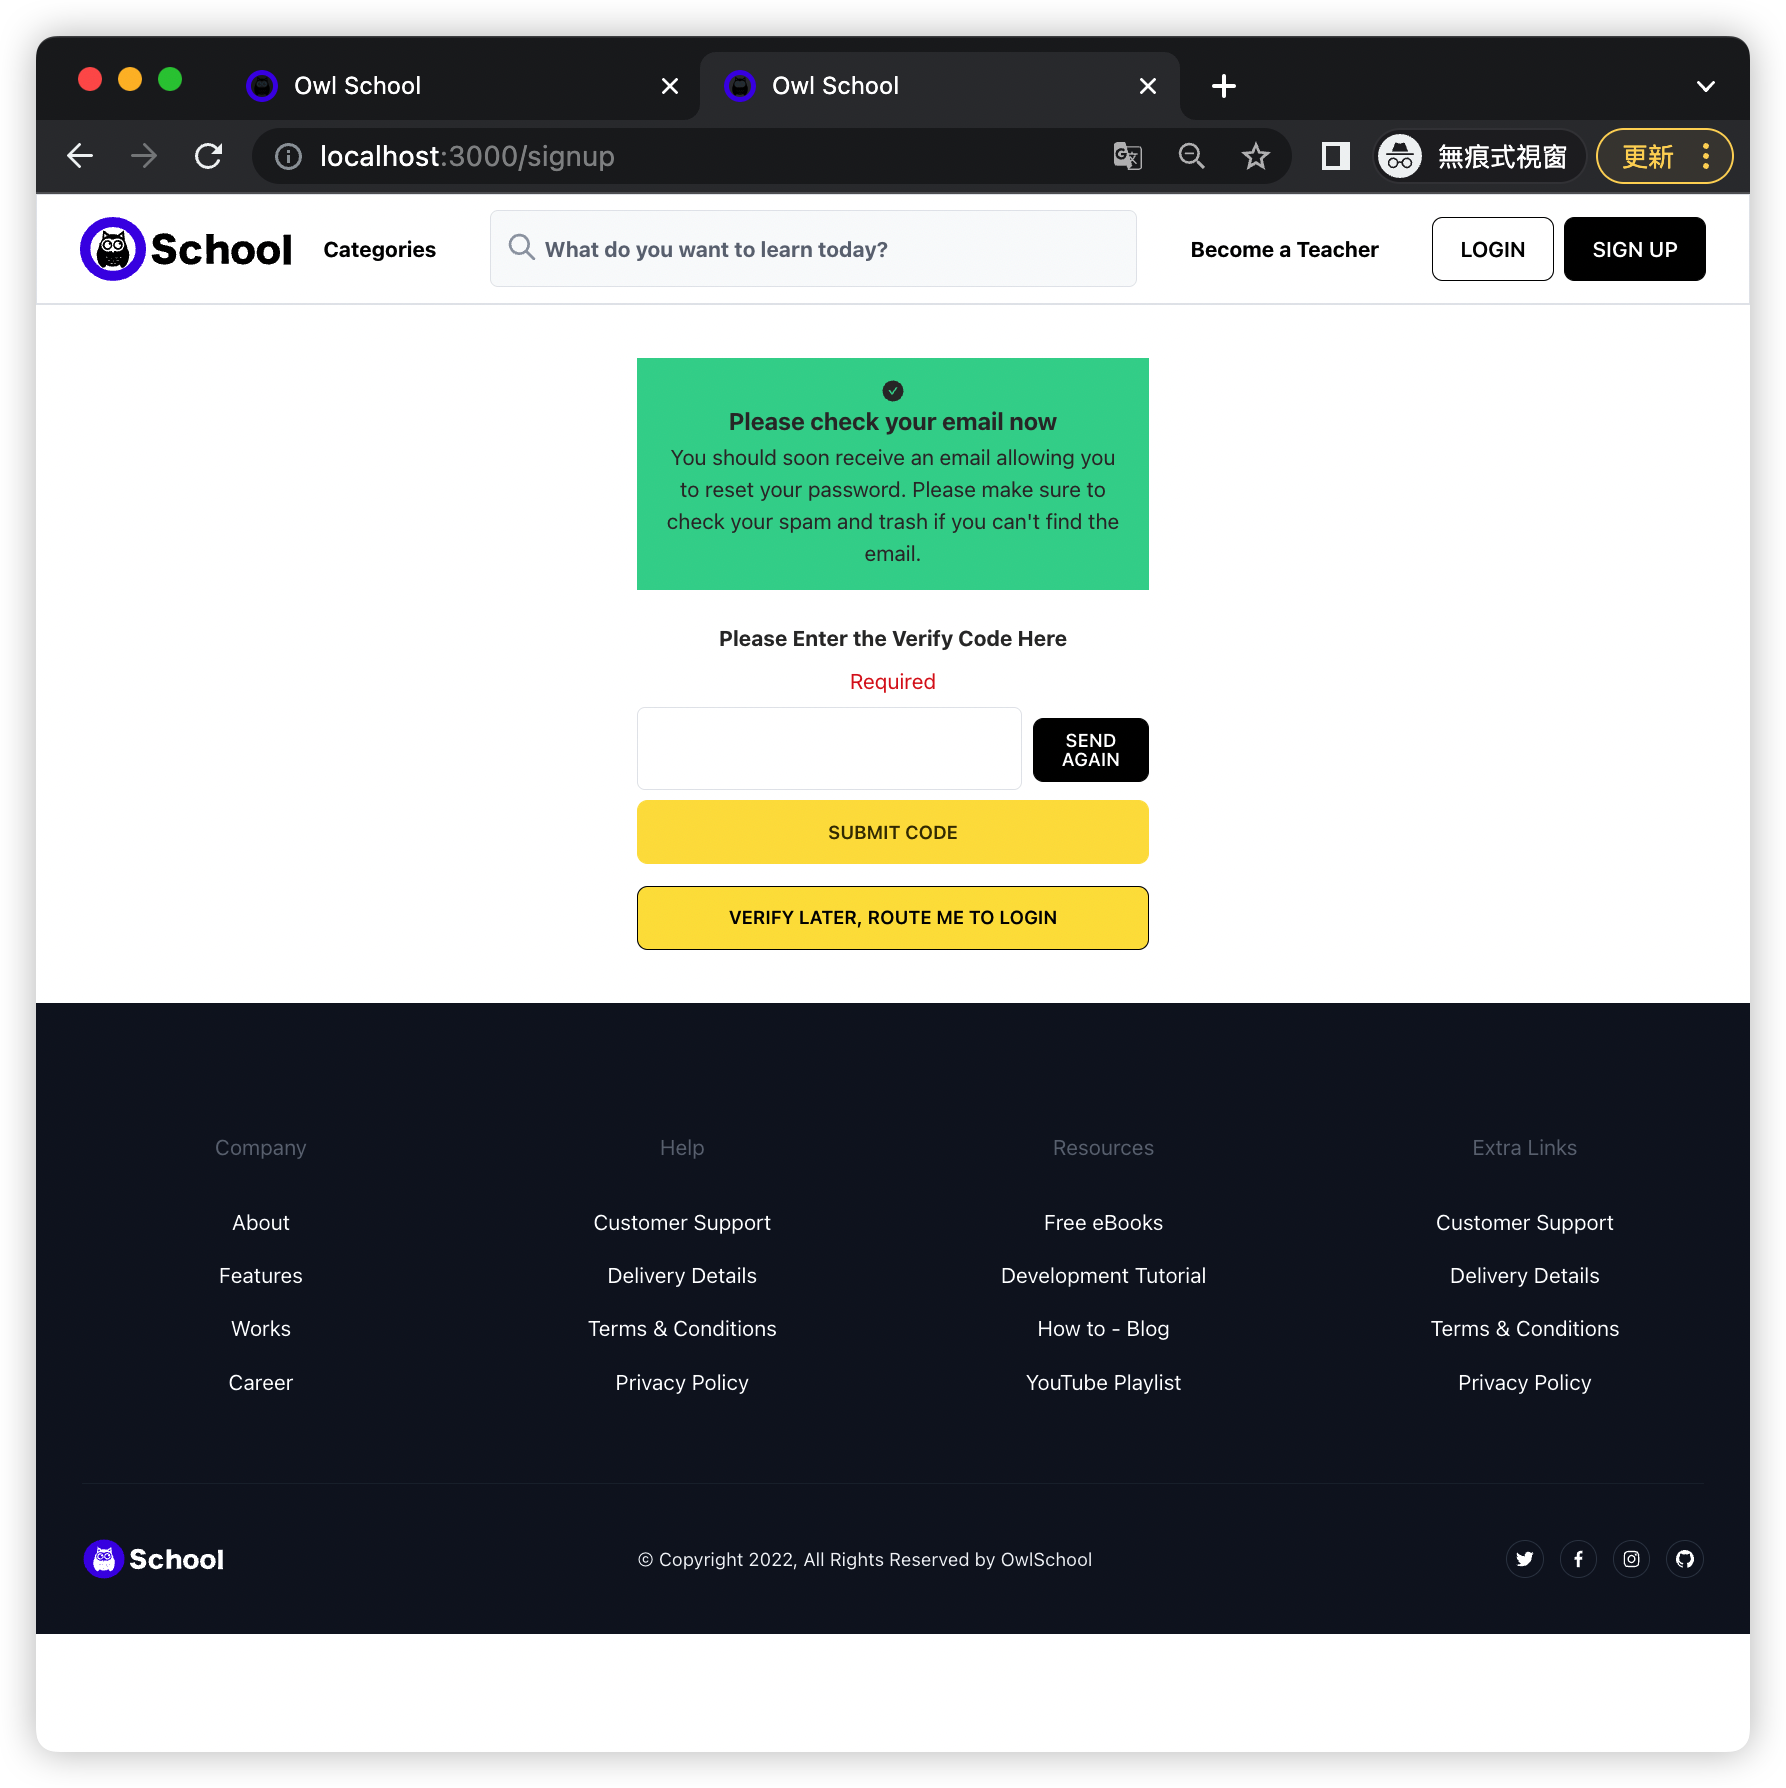 Owl School
Owl School
localhost:3000/signup
無痕式視窗
更新
School
Categories
What do you want to learn today?
Become a Teacher
LOGIN
SIGN UP
Please check your email now
You should soon receive an email allowing you
to reset your password. Please make sure to
check your spam and trash if you can't find the
email.
Please Enter the Verify Code Here
Required
SEND
AGAIN
SUBMIT CODE
VERIFY LATER, ROUTE ME TO LOGIN
Company
About
Features
Works
Career
Help
Customer Support
Delivery Details
Terms & Conditions
Privacy Policy
Resources
Free eBooks
Development Tutorial
How to - Blog
YouTube Playlist
Extra Links
Customer Support
Delivery Details
Terms & Conditions
Privacy Policy
School
© Copyright 2022, All Rights Reserved by OwlSchool